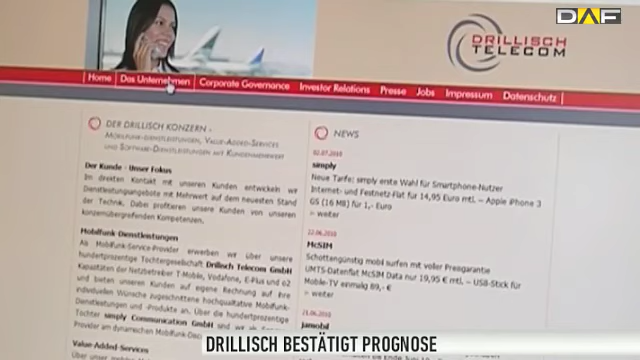 DAF
DRILLISCH
TELECOM
Home | Das Unternehmen | Corporate Governance Investor Relations Presse Jobs Impressum Datenschutz |
DER DRILLISCH KONZERN -
MOBILFUNK-DIENSTLEISTUNGEN, VALUE-ADDED-SERVICES
UND SOFTWARE-DIENSTLEISTUNGEN MIT KUNDENMEHRWERT
Der Kunde - Unser Fokus
Im direkten Kontakt mit unseren Kunden entwickeln wir
Dienstleistungsangebote mit Mehrwert auf dem neuesten Stand
der Technik. Dabei profitieren unsere Kunden von unseren
konzernübergreifenden Kompetenzen.
Mobilfunk-Dienstleistungen
Als Mobilfunk-Service-Provider erwerben wir über unsere
hundertprozentige Tochtergesellschaft Drillisch Telecom GmbH
Kapazitäten der Netzbetreiber T-Mobile, Vodafone, E-Plus und o2
und bieten unseren Kunden auf eigene Rechnung auf ihre
individuellen Wünsche zugeschnittene hochqualitative Mobilfunk-
Dienstleistungen und -Produkte an. Über die hundertprozentige
Tochter simply Communication GmbH sind wir als
Provider am dynamischen Mobilfunk-
Value-Added-Services
NEWS
02.07.2010
simply
Neue Tarife: simply erste Wahl für Smartphone-Nutzer
Internet- und Festnetz-Flat für 14,95 Euro mtl. – Apple iPhone 3
GS (16 MB) für 1,- Euro
» weiter
22.06.2010
McSIM
Schottengünstig mobil surfen mit voller Preisgarantie
UMTS-Datenflat McSIM Data nur 19,95 € mtl. – USB-Stick für
Mobile-TV einmalig 89,- €
» weiter
21.06.2010
jamobil
DRILLISCH BESTÄTIGT PROGNOSE